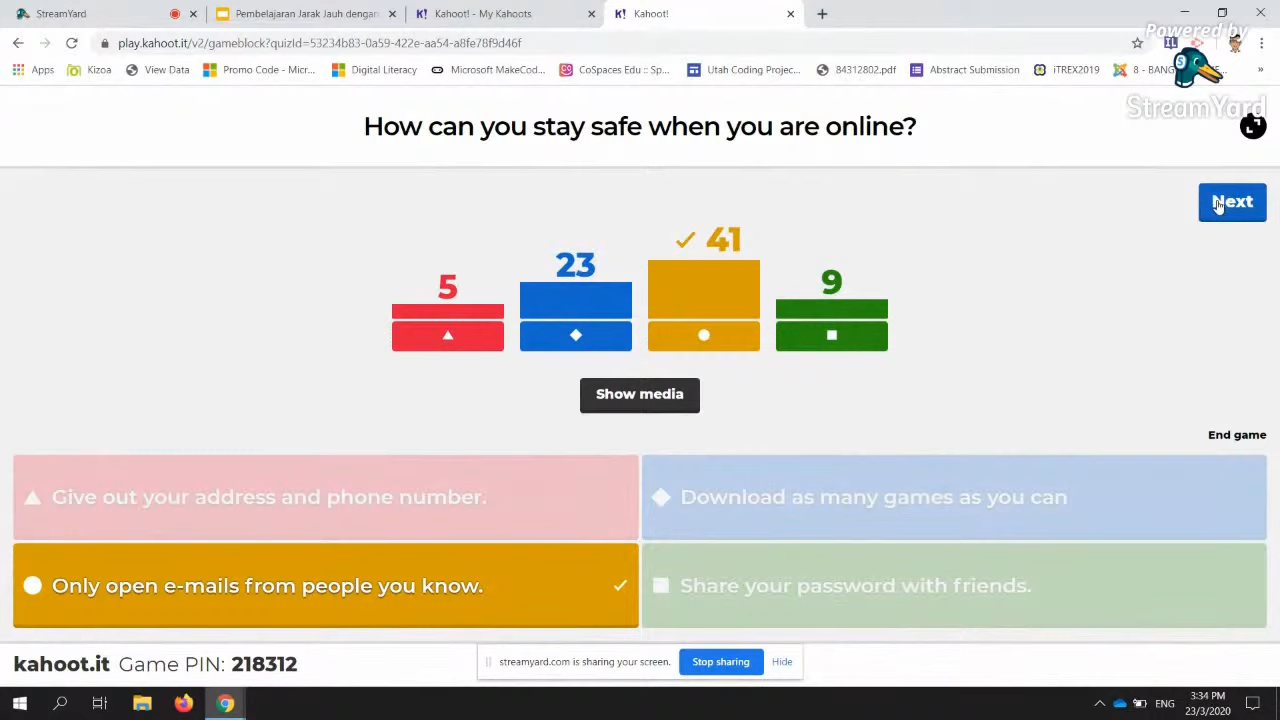 StreamYard
Pembelajaran Jarak Jauh dengan
Kahoot! - My Kahoots
Kahoot!
Powered by
play.kahoot.it/v2/gameblock?quizId=53234b83-0a59-422e-aa54-a8fe78f9d46f
Apps
Kizoa
View Data
Promo Code - Micr...
Digital Literacy
Microsoft MakeCod...
CoSpaces Edu :: Sp...
Utah Coding Projec...
84312802.pdf
Abstract Submission
iTREX2019
8 - BANG
StreamYard
How can you stay safe when you are online?
Next
5
23
41
9
Show media
End game
Give out your address and phone number.
Download as many games as you can
Only open e-mails from people you know.
Share your password with friends.
kahoot.it Game PIN: 218312
streamyard.com is sharing your screen.
Stop sharing
Hide
ENG
3:34 PM
23/3/2020